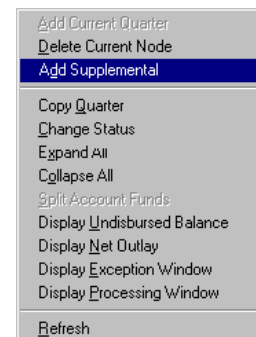 Add Current Quarter
Delete Current Node
Add Supplemental
Copy Quarter
Change Status
Expand All
Collapse All
Split Account Funds
Display Undisbursed Balance
Display Net Outlay
Display Exception Window
Display Processing Window
Refresh